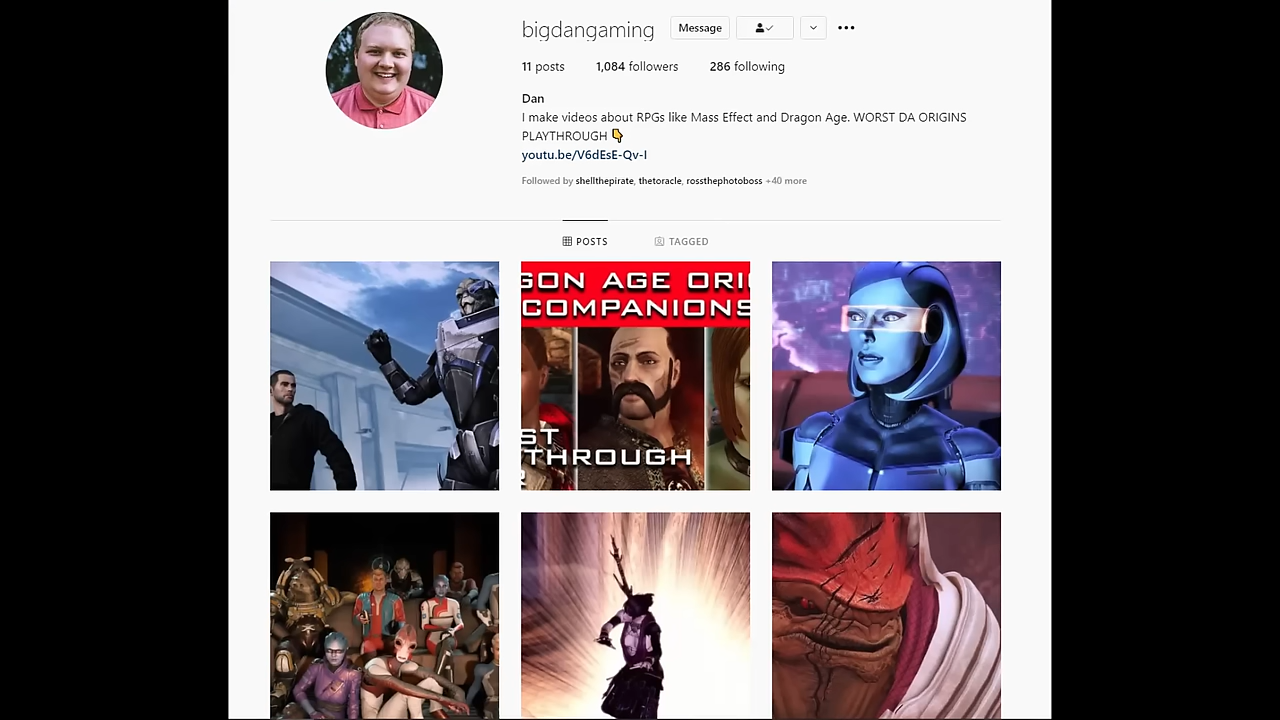 bigdangaming Message
11 posts 1,084 followers 286 following
Dan
I make videos about RPGs like Mass Effect and Dragon Age. WORST DA ORIGINS
PLAYTHROUGH 👇
youtu.be/V6dEsE-Qv-I
Followed by shellthepirate, thetoracle, rossthephotoboss +40 more
POSTS TAGGED
GON AGE ORI
COMPANIONS
ST
THROUGH